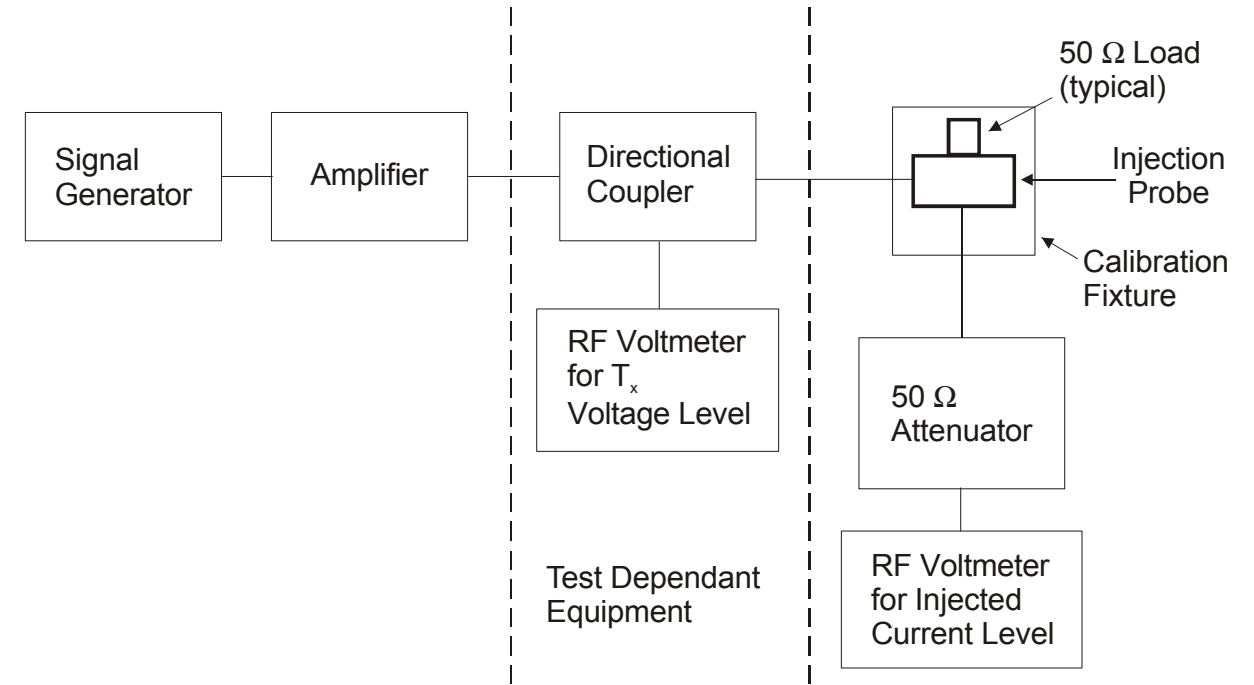 Signal
Generator
Amplifier
Directional
Coupler
RF Voltmeter
for Tx
Voltage Level
Test Dependant
Equipment
50 Ω Load
(typical)
Injection
Probe
Calibration
Fixture
50 Ω
Attenuator
RF Voltmeter
for Injected
Current Level